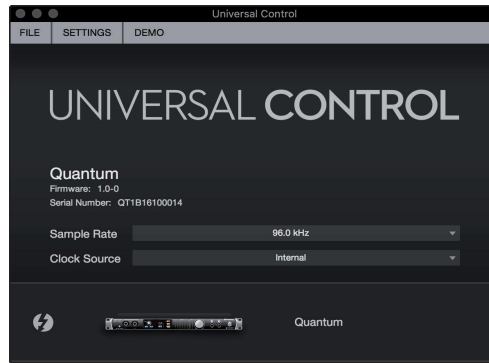 Universal Control
FILE SETTINGS DEMO
UNIVERSAL CONTROL
Quantum
Firmware: 1.0-0
Serial Number: QT1B16100014
Sample Rate 96.0 kHz
Clock Source Internal
Quantum